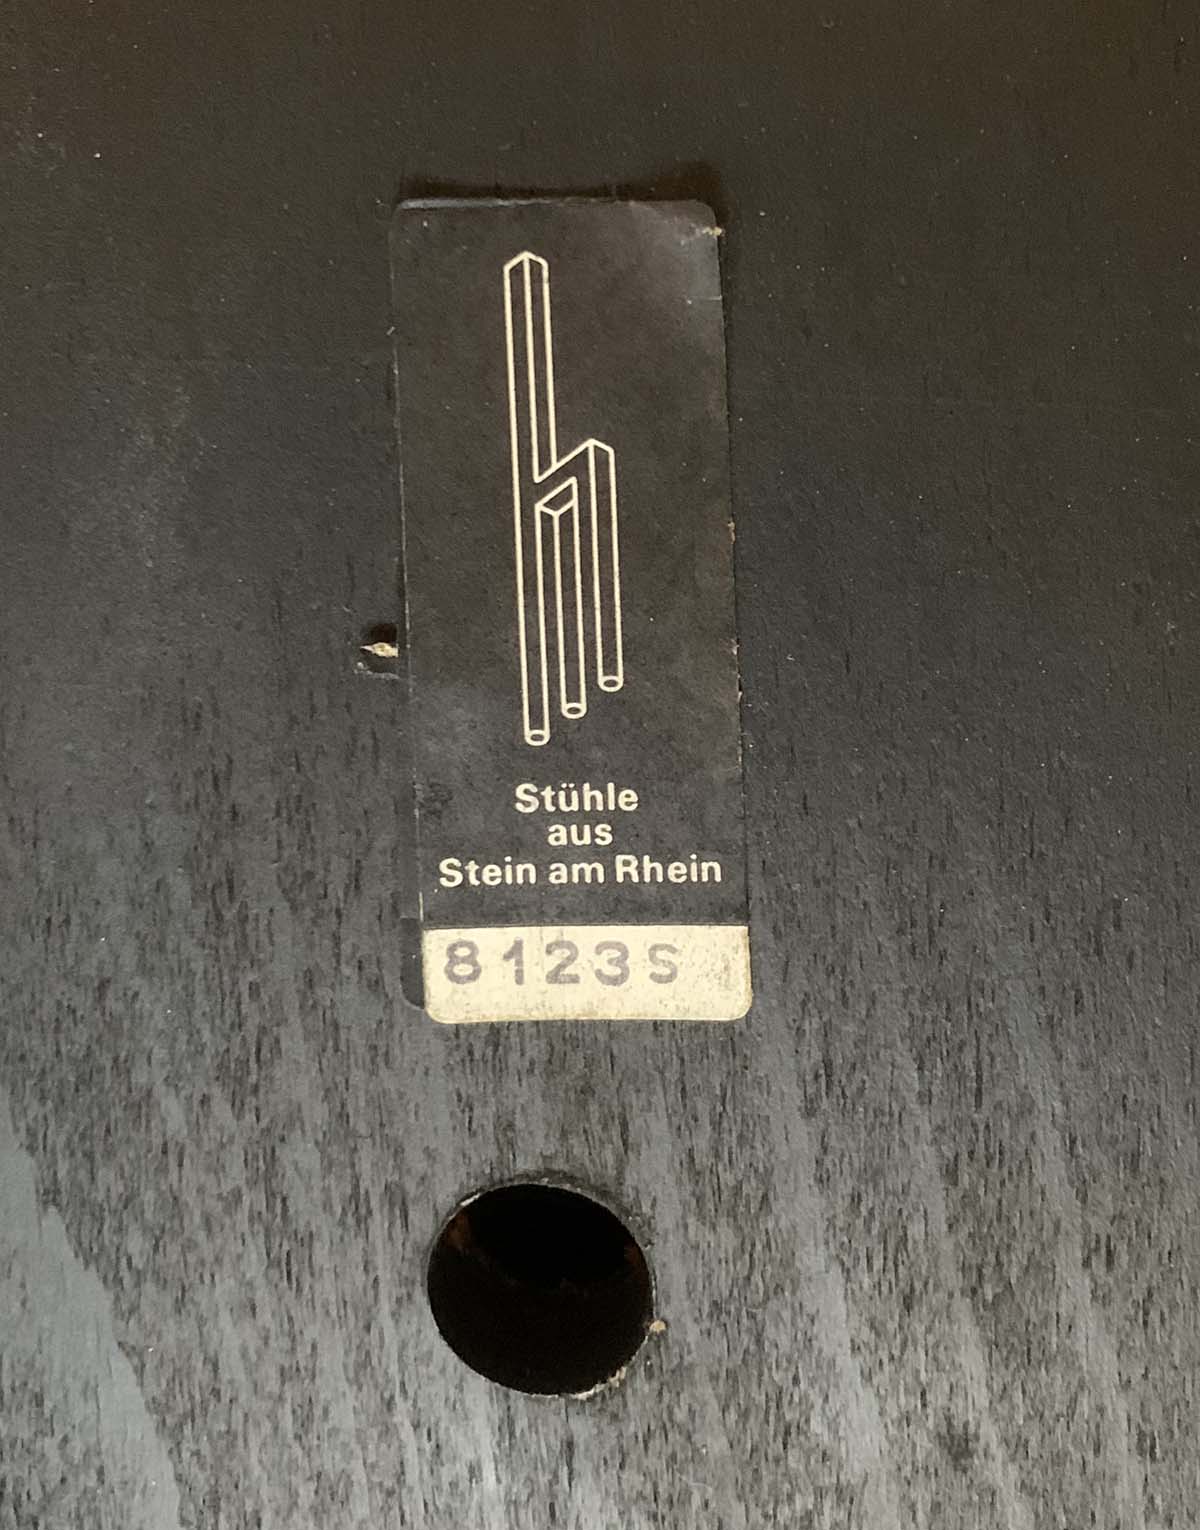 Stühle
aus
Stein am Rhein
8123S